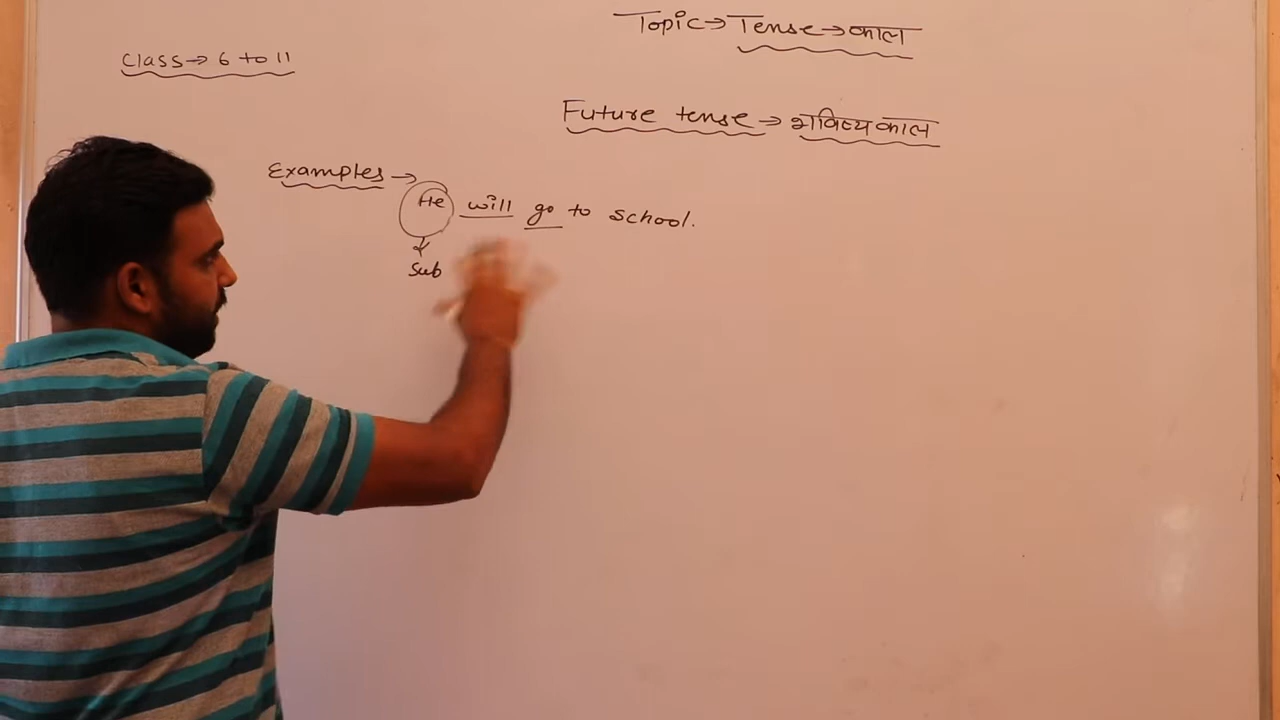 Topic → Tense → काल
Class → 6 to 11
Future tense → भविष्य काल
Examples →
He will go to school.
Sub